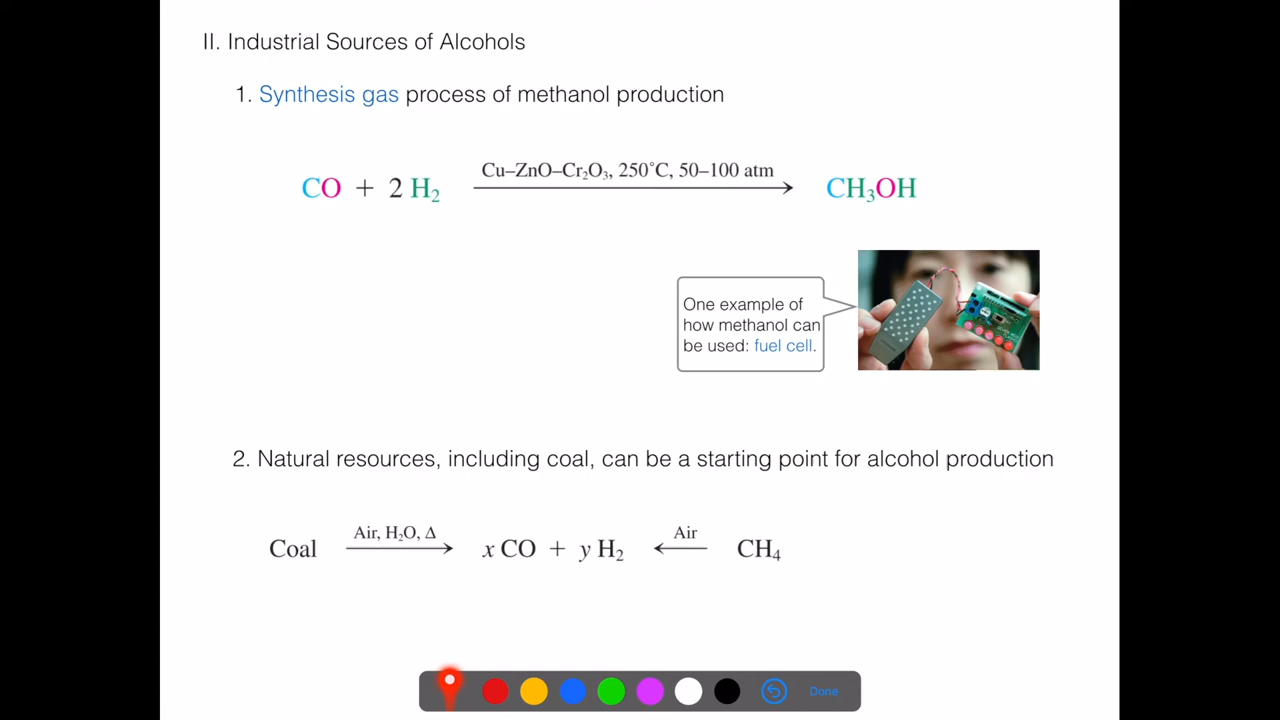 II. Industrial Sources of Alcohols
1. Synthesis gas process of methanol production
Cu–ZnO–Cr₂O₃, 250˚C, 50–100 atm
CO + 2 H₂ CH₃OH
One example of
how methanol can
be used: fuel cell.
2. Natural resources, including coal, can be a starting point for alcohol production
Air, H₂O, Δ Air
Coal x CO + y H₂ CH₄
Done